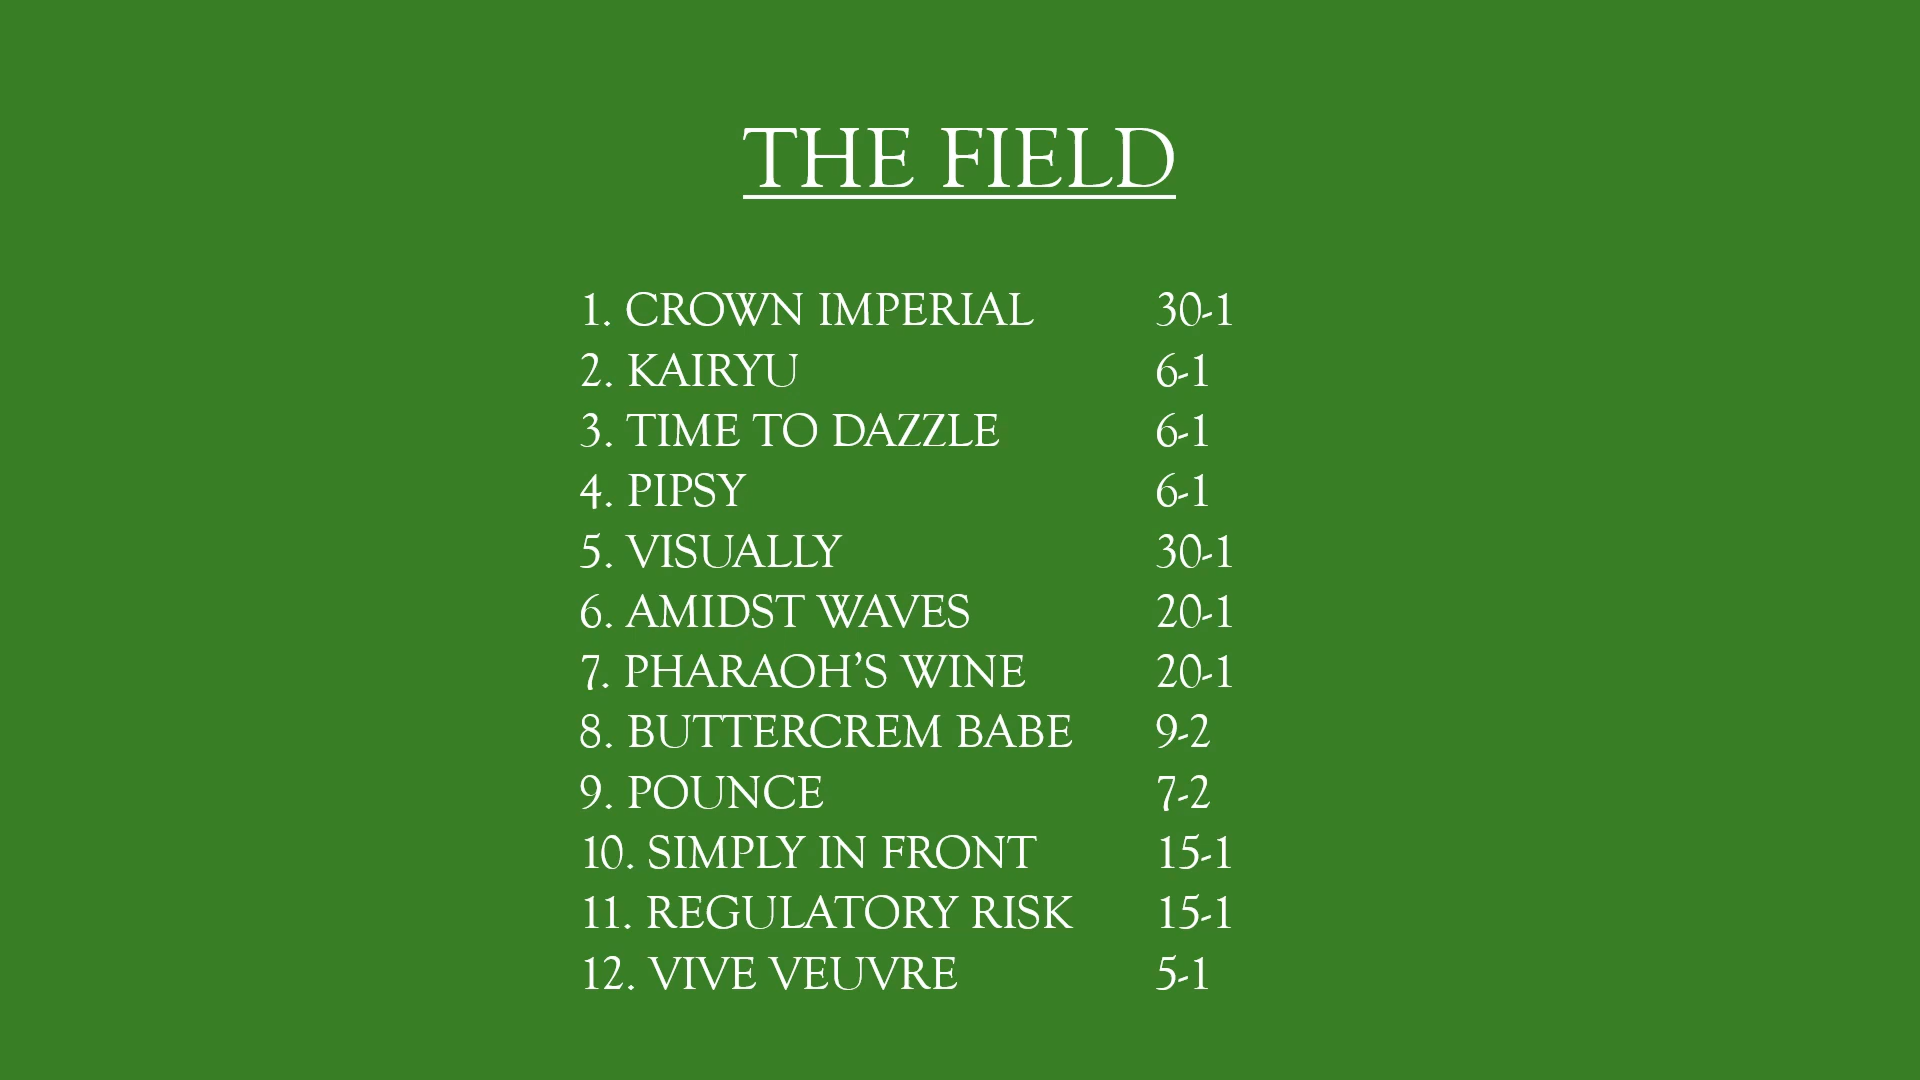 THE FIELD
1. CROWN IMPERIAL 30-1
2. KAIRYU 6-1
3. TIME TO DAZZLE 6-1
4. PIPSY 6-1
5. VISUALLY 30-1
6. AMIDST WAVES 20-1
7. PHARAOH'S WINE 20-1
8. BUTTERCREM BABE 9-2
9. POUNCE 7-2
10. SIMPLY IN FRONT 15-1
11. REGULATORY RISK 15-1
12. VIVE VEUVRE 5-1